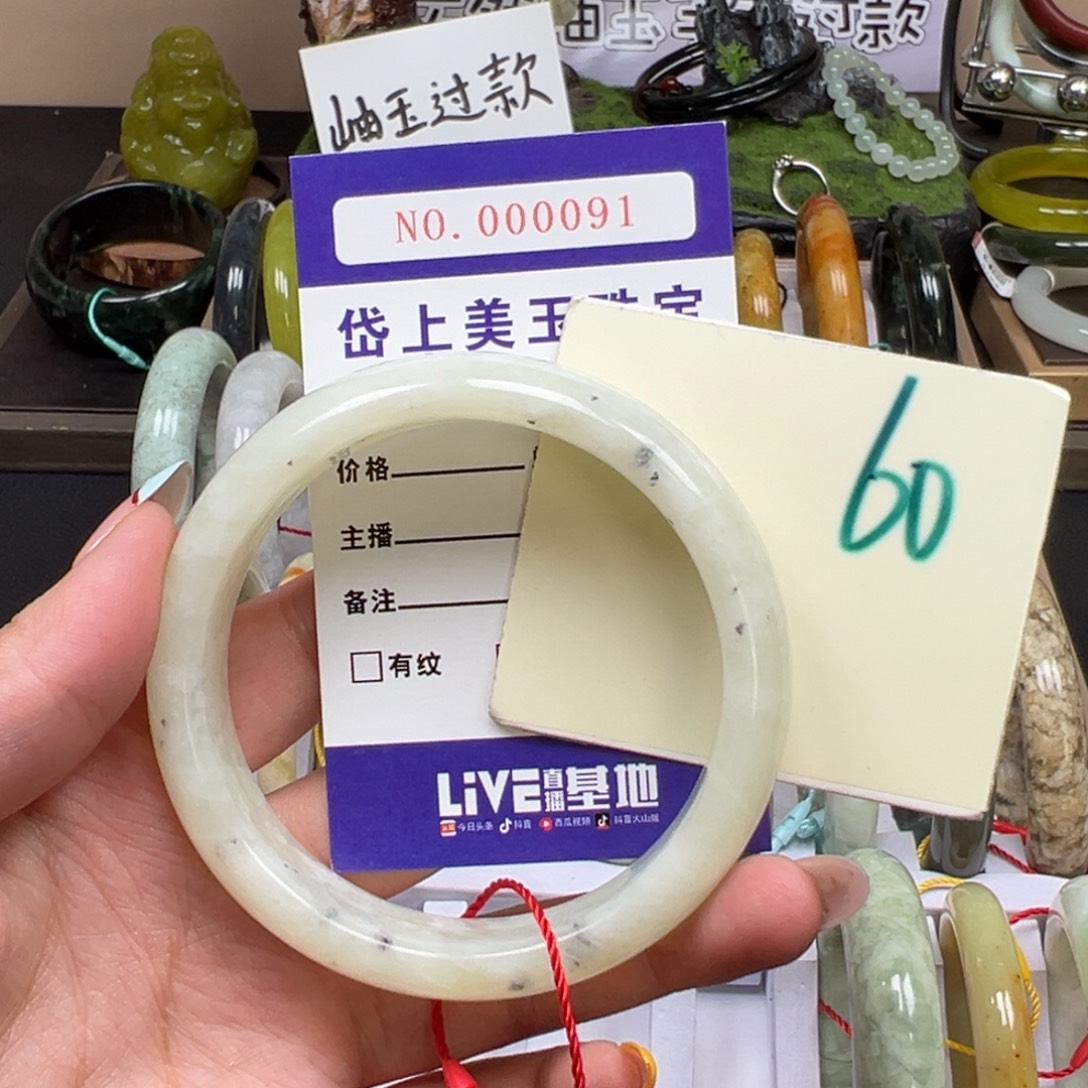 岫玉过款
NO.000091
岱上美玉珠宝
60
价格
主播
备注
有纹
LiVE直播基地
今日头条 抖音 西瓜视频 抖音火山版